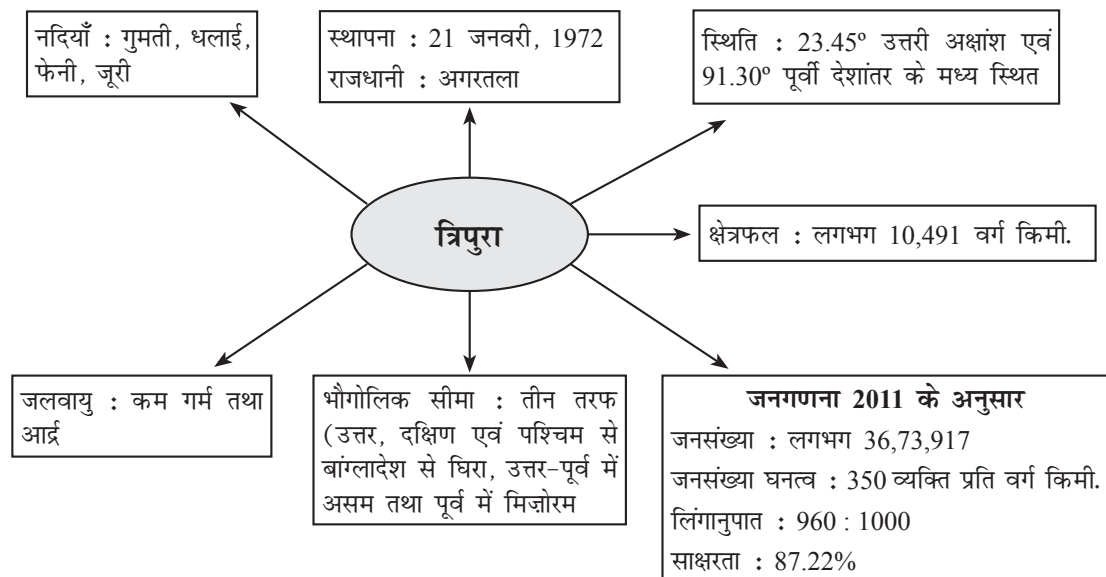 नदियाँ : गुमती, धलाई,
फेनी, जूरी
स्थापना : 21 जनवरी, 1972
राजधानी : अगरतला
स्थिति : 23.45º उत्तरी अक्षांश एवं
91.30º पूर्वी देशांतर के मध्य स्थित
त्रिपुरा
क्षेत्रफल : लगभग 10,491 वर्ग किमी.
जलवायु : कम गर्म तथा
आर्द्र
भौगोलिक सीमा : तीन तरफ
(उत्तर, दक्षिण एवं पश्चिम से
बांग्लादेश से घिरा, उत्तर-पूर्व में
असम तथा पूर्व में मिज़ोरम
जनगणना 2011 के अनुसार
जनसंख्या : लगभग 36,73,917
जनसंख्या घनत्व : 350 व्यक्ति प्रति वर्ग किमी.
लिंगानुपात : 960 : 1000
साक्षरता : 87.22%